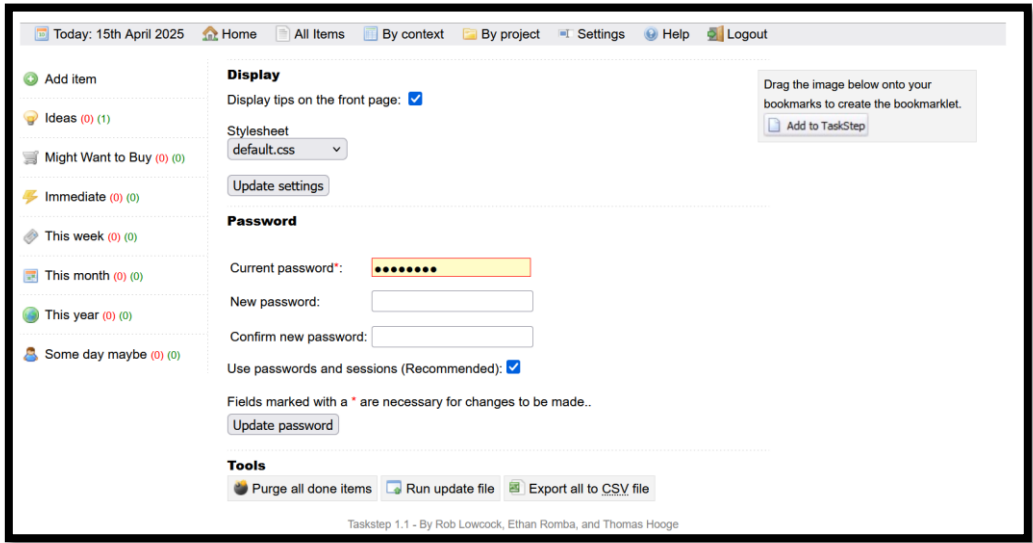 Today: 15th April 2025 Home All Items By context By project Settings Help Logout
Add item
Ideas (0) (1)
Might Want to Buy (0) (0)
Immediate (0) (0)
This week (0) (0)
This month (0) (0)
This year (0) (0)
Some day maybe (0) (0)
Display
Display tips on the front page:
Stylesheet
default.css
Update settings
Password
Current password*:
New password:
Confirm new password:
Use passwords and sessions (Recommended):
Fields marked with a * are necessary for changes to be made..
Update password
Tools
Purge all done items Run update file Export all to CSV file
Drag the image below onto your
bookmarks to create the bookmarklet.
Add to TaskStep
Taskstep 1.1 - By Rob Lowcock, Ethan Romba, and Thomas Hooge